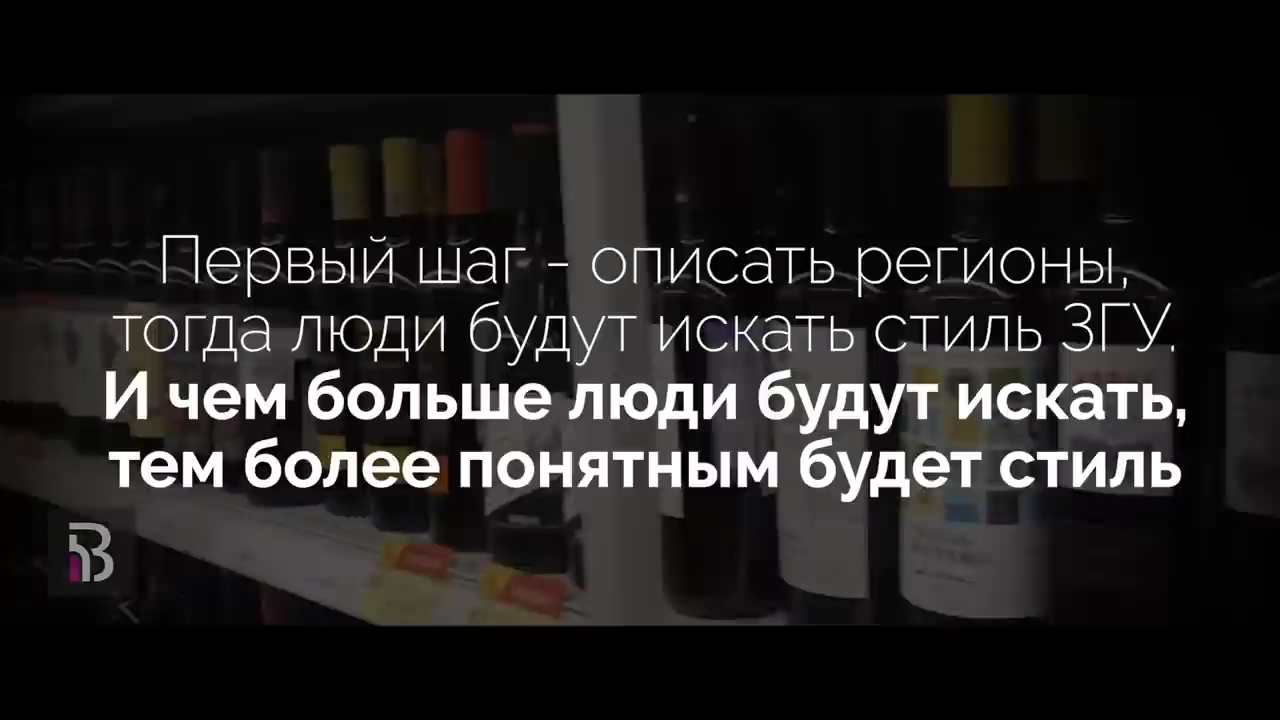 Первый шаг - описать регионы,
тогда люди будут искать стиль ЗГУ.
И чем больше люди будут искать,
тем более понятным будет стиль